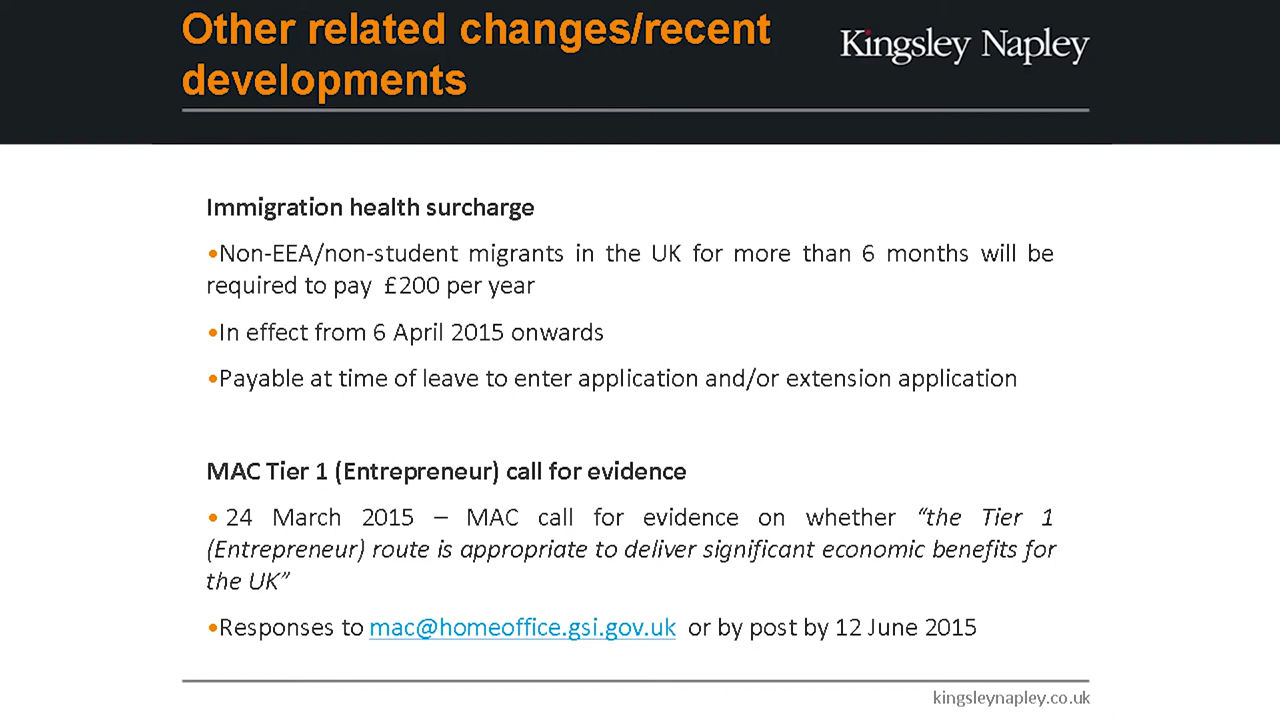 Other related changes/recent
developments
Kingsley Napley
Immigration health surcharge
•Non-EEA/non-student migrants in the UK for more than 6 months will be
required to pay £200 per year
•In effect from 6 April 2015 onwards
•Payable at time of leave to enter application and/or extension application
MAC Tier 1 (Entrepreneur) call for evidence
• 24 March 2015 – MAC call for evidence on whether “the Tier 1
(Entrepreneur) route is appropriate to deliver significant economic benefits for
the UK”
•Responses to mac@homeoffice.gsi.gov.uk or by post by 12 June 2015
kingsleynapley.co.uk